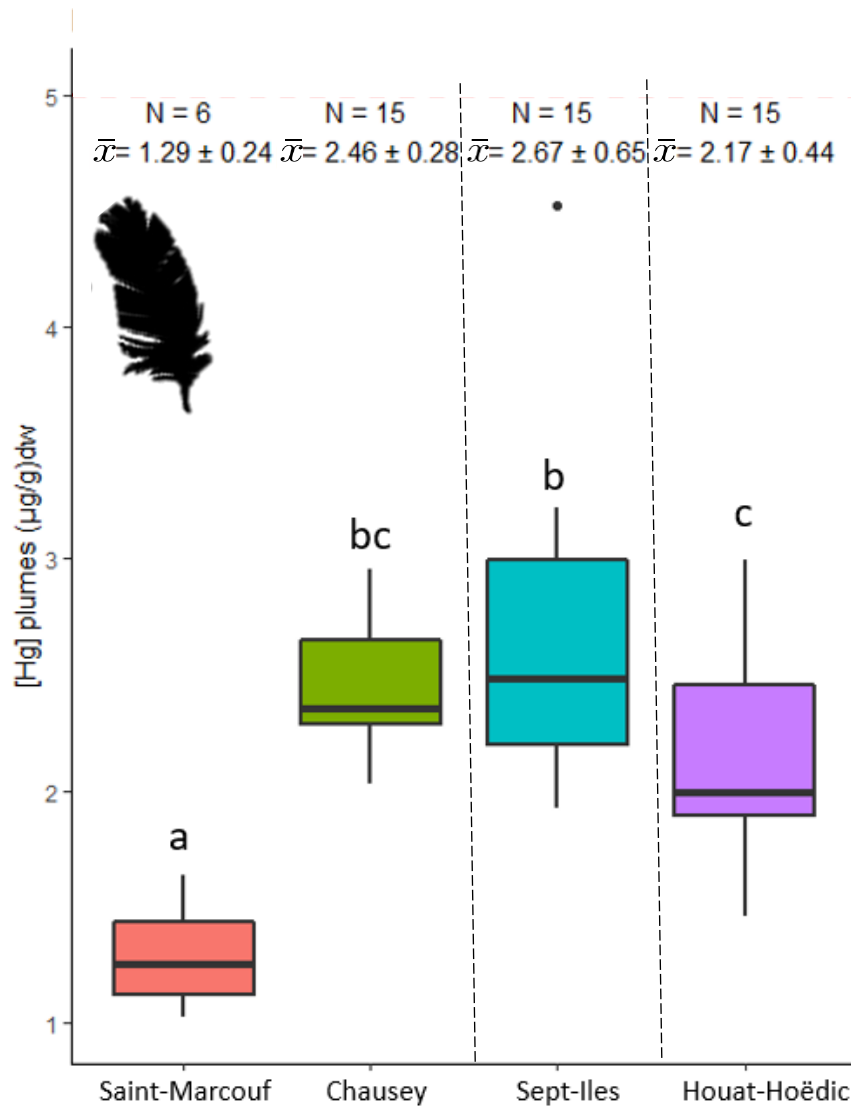 N = 6 N = 15 N = 15 N = 15
x̅= 1.29 ± 0.24 x̅= 2.46 ± 0.28 x̅= 2.67 ± 0.65 x̅= 2.17 ± 0.44
[Hg] plumes (µg/g)dw
5
4
3
2
1
a
bc
b
c
Saint-Marcouf Chausey Sept-Iles Houat-Hoëdic